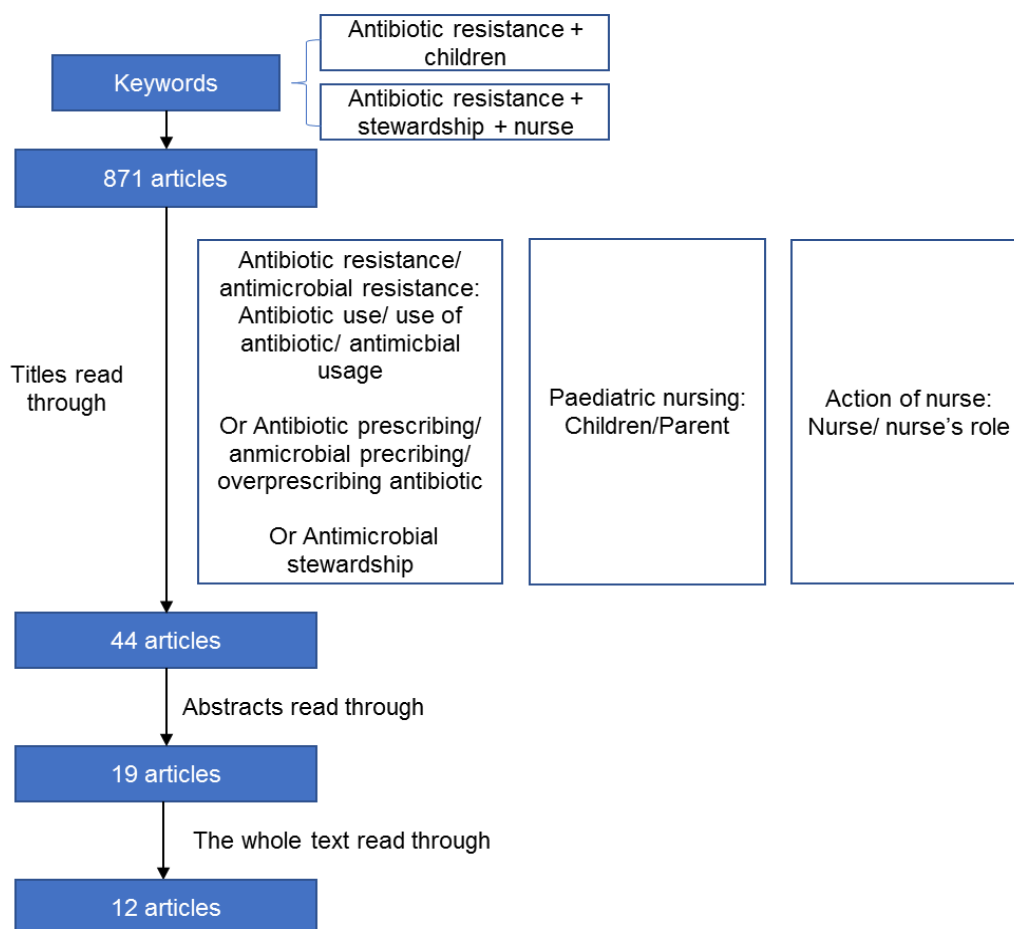 Antibiotic resistance +
children
Keywords
Antibiotic resistance +
stewardship + nurse
871 articles
Titles read
through
Antibiotic resistance/
antimicrobial resistance:
Antibiotic use/ use of
antibiotic/ antimicbial
usage
Or Antibiotic prescribing/
anmicrobial precribing/
overprescribing antibiotic
Or Antimicrobial
stewardship
Paediatric nursing:
Children/Parent
Action of nurse:
Nurse/ nurse’s role
44 articles
Abstracts read through
19 articles
The whole text read through
12 articles